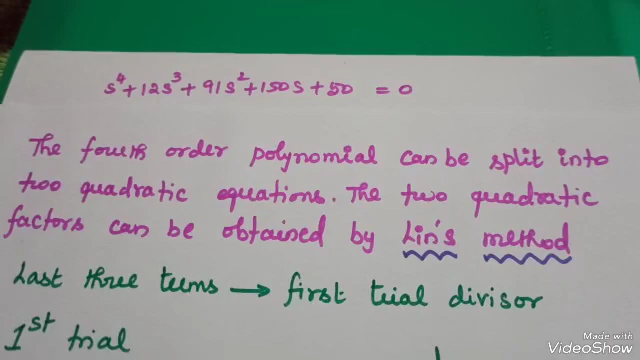 s⁴+12s³+91s²+150s+50 = 0
The fourth order polynomial can be split into
two quadratic equations. The two quadratic
factors can be obtained by Lin's method
Last three terms → first trial divisor
1st trial
Made with
VideoShow